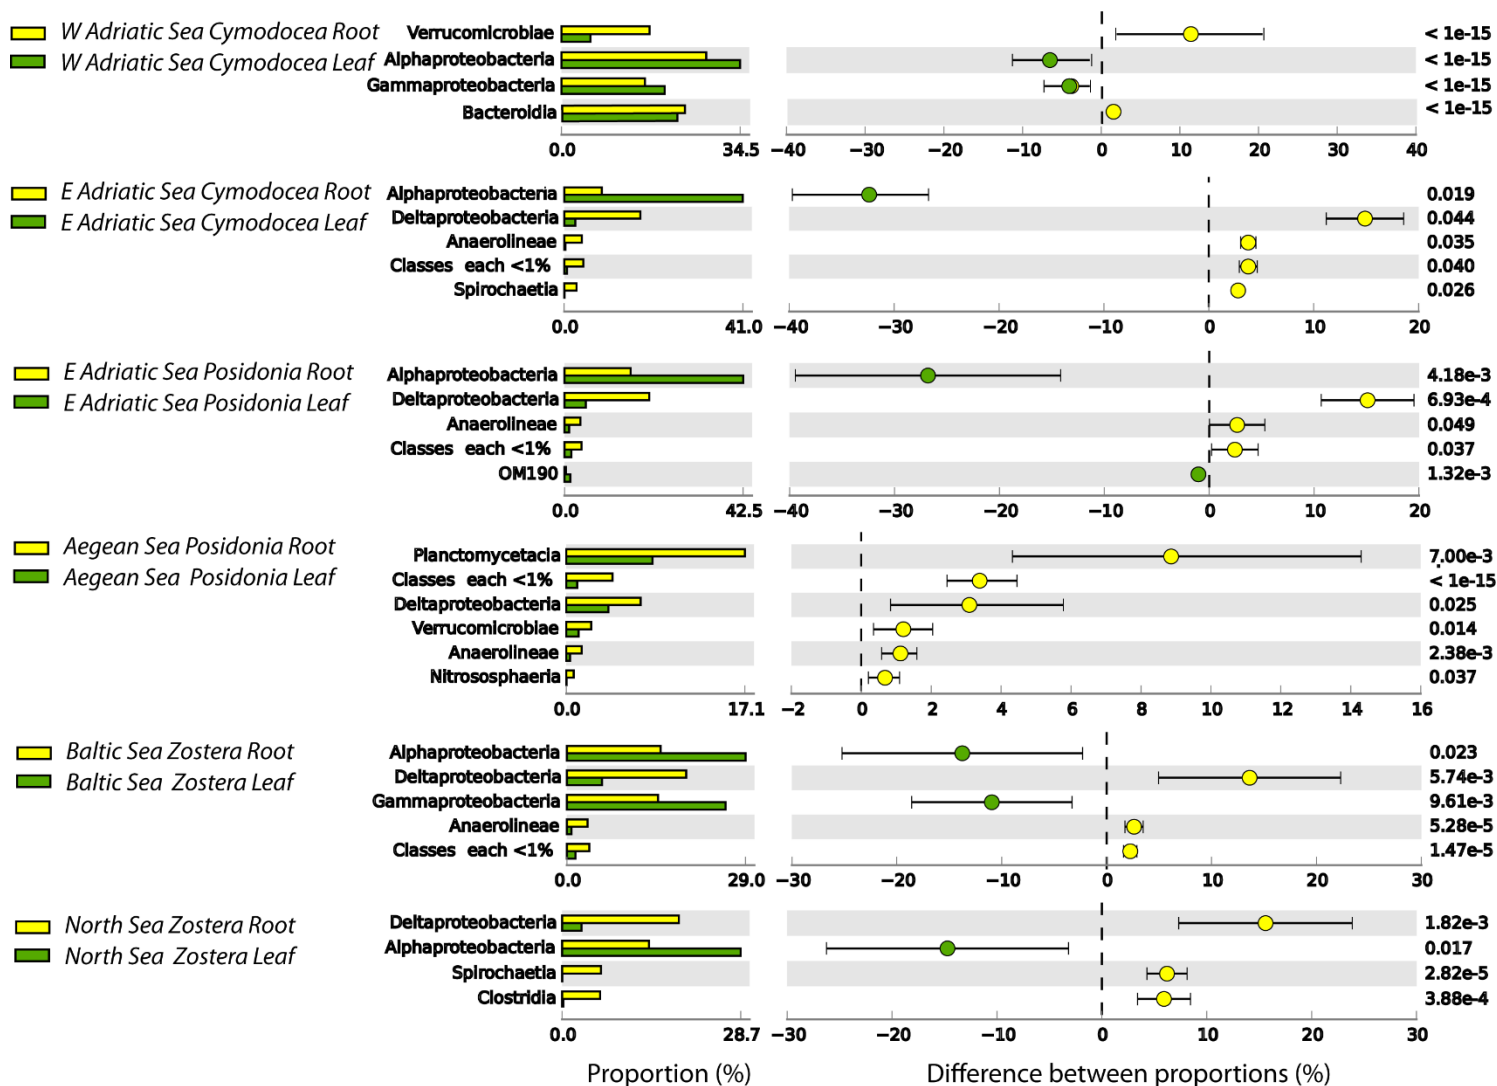 W Adriatic Sea Cymodocea Root
W Adriatic Sea Cymodocea Leaf
Verrucomicrobiae
Alphaproteobacteria
Gammaproteobacteria
Bacteroidia
< 1e-15
< 1e-15
< 1e-15
< 1e-15
0.0 34.5 −40 −30 −20 −10 0 10 20 30 40
E Adriatic Sea Cymodocea Root
E Adriatic Sea Cymodocea Leaf
Alphaproteobacteria
Deltaproteobacteria
Anaerolineae
Classes each <1%
Spirochaetia
0.019
0.044
0.035
0.040
0.026
0.0 41.0 −40 −30 −20 −10 0 10 20
E Adriatic Sea Posidonia Root
E Adriatic Sea Posidonia Leaf
Alphaproteobacteria
Deltaproteobacteria
Anaerolineae
Classes each <1%
OM190
4.18e-3
6.93e-4
0.049
0.037
1.32e-3
0.0 42.5 −40 −30 −20 −10 0 10 20
Aegean Sea Posidonia Root
Aegean Sea Posidonia Leaf
Planctomycetacia
Classes each <1%
Deltaproteobacteria
Verrucomicrobiae
Anaerolineae
Nitrososphaeria
7.00e-3
< 1e-15
0.025
0.014
2.38e-3
0.037
0.0 17.1 −2 0 2 4 6 8 10 12 14 16
Baltic Sea Zostera Root
Baltic Sea Zostera Leaf
Alphaproteobacteria
Deltaproteobacteria
Gammaproteobacteria
Anaerolineae
Classes each <1%
0.023
5.74e-3
9.61e-3
5.28e-5
1.47e-5
0.0 29.0 −30 −20 −10 0 10 20 30
North Sea Zostera Root
North Sea Zostera Leaf
Deltaproteobacteria
Alphaproteobacteria
Spirochaetia
Clostridia
1.82e-3
0.017
2.82e-5
3.88e-4
0.0 28.7 −30 −20 −10 0 10 20 30
Proportion (%)
Difference between proportions (%)